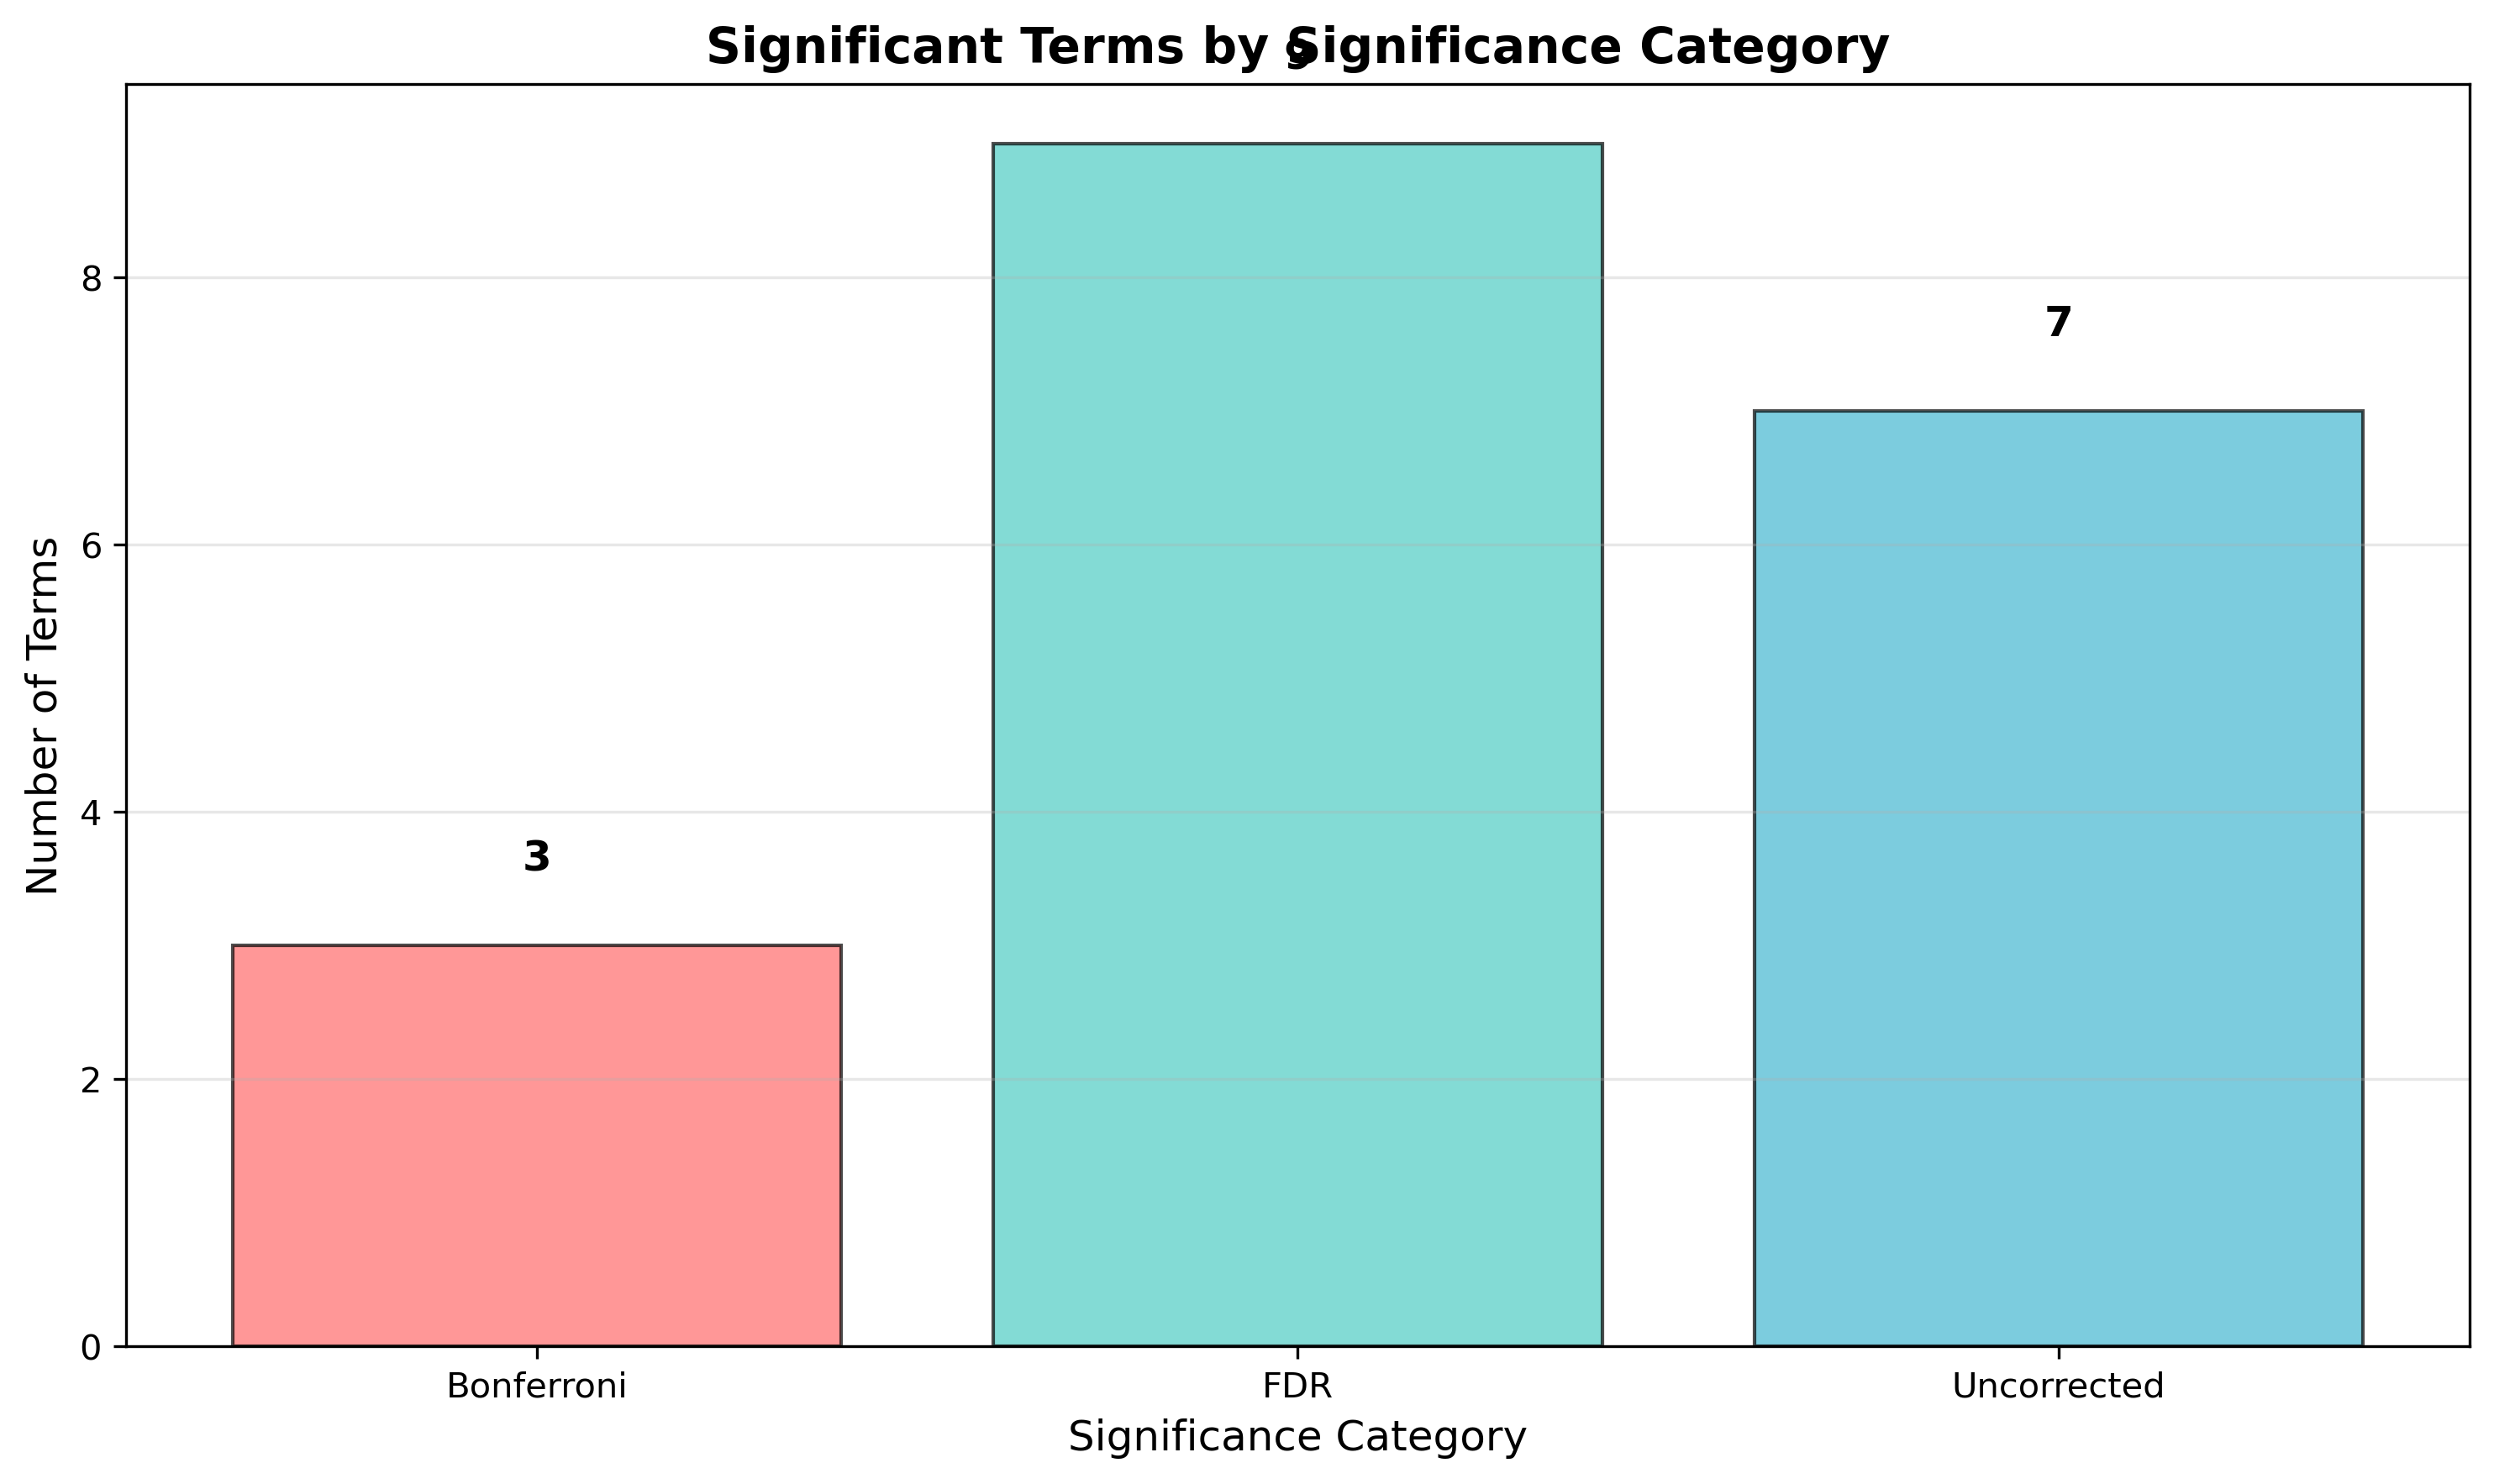 Significant Terms by Significance Category
9
8
7
6
4
3
2
0
Number of Terms
Bonferroni
FDR
Uncorrected
Significance Category